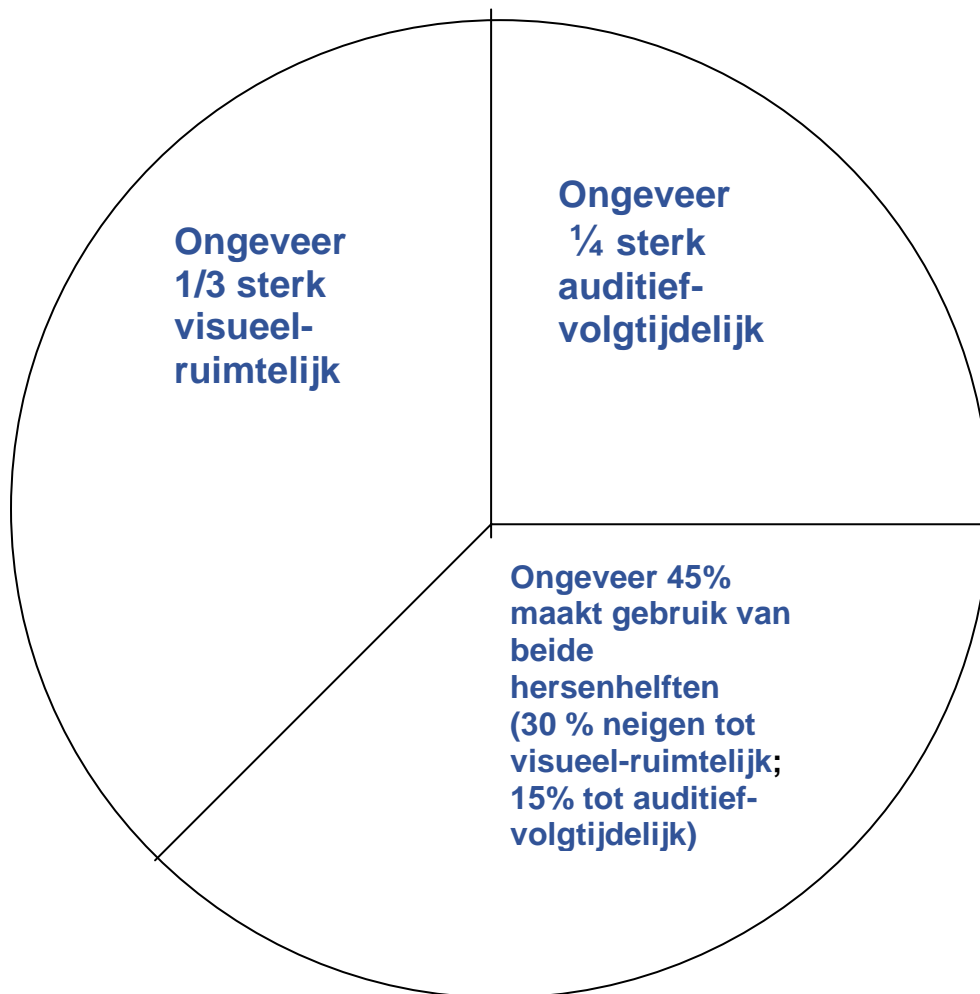 Ongeveer
1/3 sterk
visueel-
ruimtelijk
Ongeveer
¼ sterk
auditief-
volgtijdelijk
Ongeveer 45%
maakt gebruik van
beide
hersenhelften
(30 % neigen tot
visueel-ruimtelijk;
15% tot auditief-
volgtijdelijk)